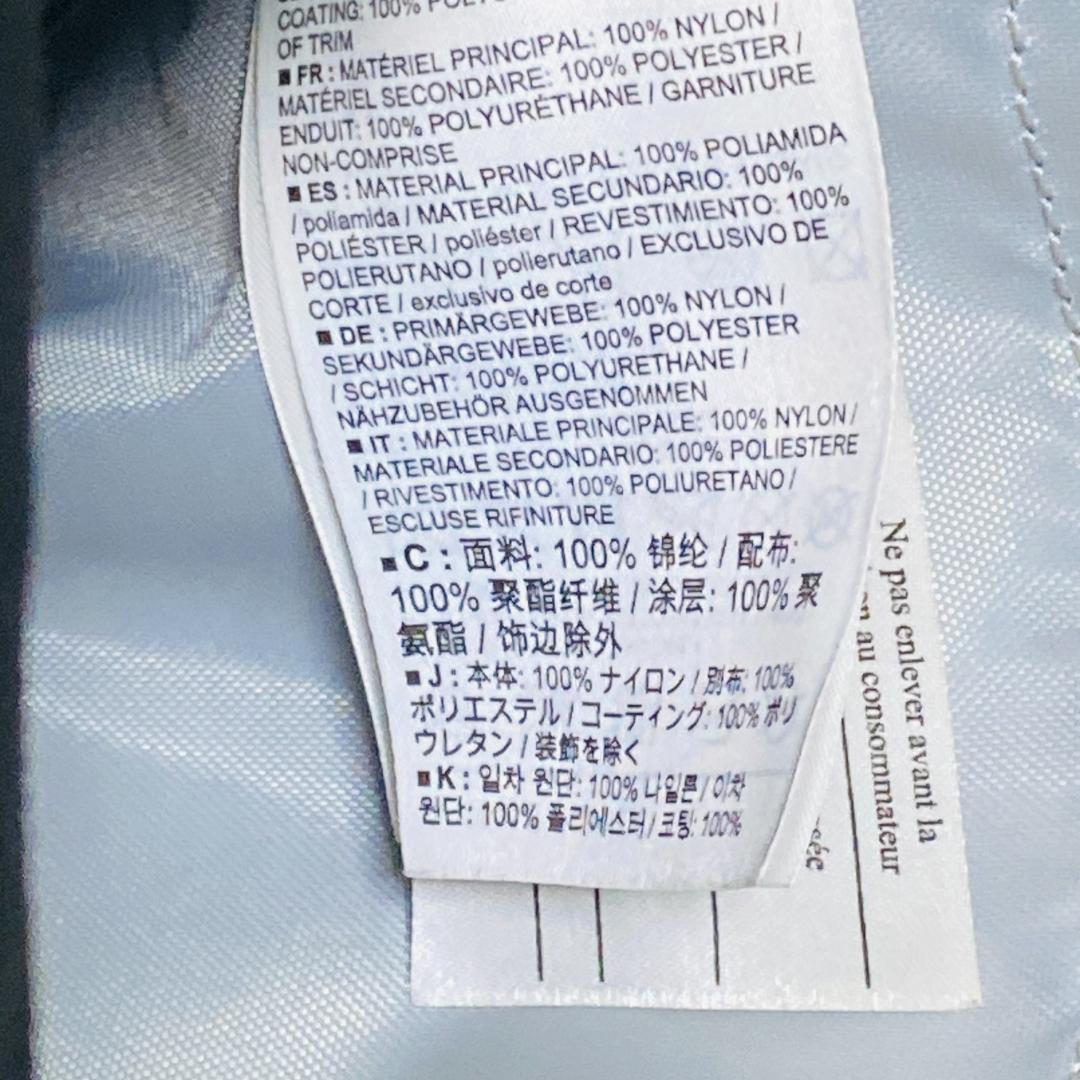 COATING: 100%
OF TRIM
■ FR : MATÉRIEL PRINCIPAL: 100% NYLON /
MATÉRIEL SECONDAIRE: 100% POLYESTER /
ENDUIT: 100% POLYURÉTHANE / GARNITURE
NON-COMPRISE
■ ES : MATERIAL PRINCIPAL: 100% POLIAMIDA
/ poliamida / MATERIAL SECUNDARIO: 100%
POLIÉSTER / poliéster / REVESTIMIENTO: 100%
POLIERUTANO / polierutano / EXCLUSIVO DE
CORTE / exclusivo de corte
■ DE : PRIMÄRGEWEBE: 100% NYLON /
SEKUNDÄRGEWEBE: 100% POLYESTER
/ SCHICHT: 100% POLYURETHANE /
NÄHZUBEHÖR AUSGENOMMEN
■ IT : MATERIALE PRINCIPALE: 100% NYLON /
MATERIALE SECONDARIO: 100% POLIESTERE
/ RIVESTIMENTO: 100% POLIURETANO /
ESCLUSE RIFINITURE
■ C : 面料: 100% 锦纶 / 配布:
100% 聚酯纤维 / 涂层: 100% 聚
氨酯 / 饰边除外
■ J : 本体: 100% ナイロン / 別布: 100%
ポリエステル / コーティング: 100% ポリ
ウレタン / 装飾を除く
■ K : 일차 원단: 100% 나일론 / 이차
원단: 100% 폴리에스터 / 코팅: 100%
Ne pas enlever avant la
au consommateur